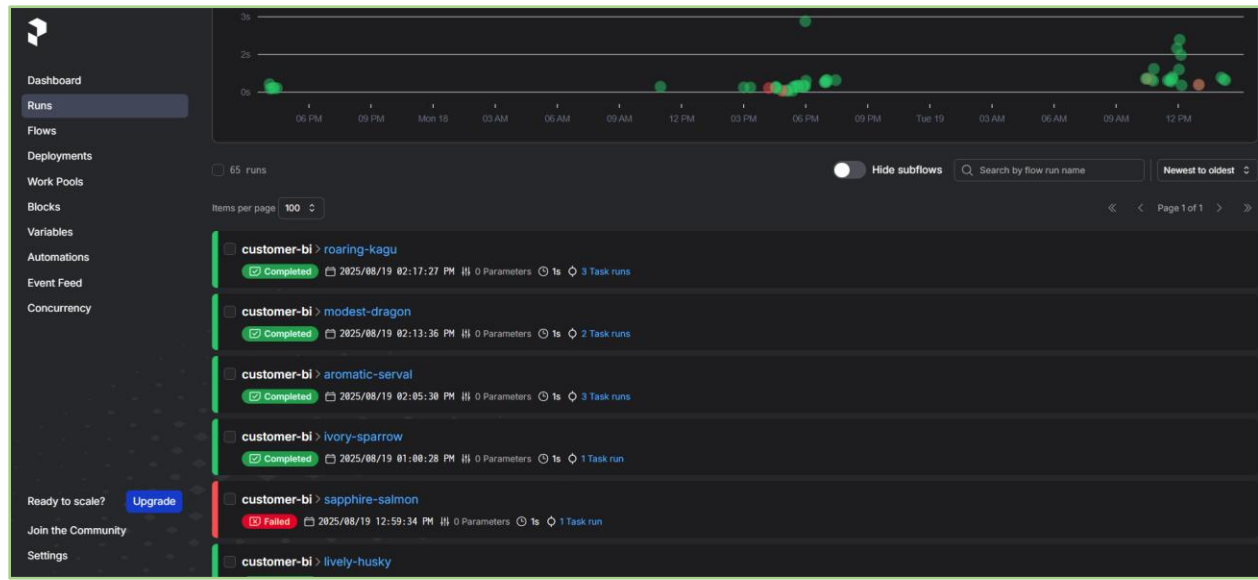 3s
2s
0s
06 PM 09 PM Mon 18 03 AM 06 AM 09 AM 12 PM 03 PM 06 PM 09 PM Tue 19 03 AM 06 AM 09 AM 12 PM
Dashboard
Runs
Flows
Deployments
Work Pools
Blocks
Variables
Automations
Event Feed
Concurrency
Ready to scale? Upgrade
Join the Community
Settings
65 runs Hide subflows Search by flow run name Newest to oldest
Items per page 100 Page 1 of 1
customer-bi > roaring-kagu
Completed 2025/08/19 02:17:27 PM 0 Parameters 1s 3 Task runs
customer-bi > modest-dragon
Completed 2025/08/19 02:13:36 PM 0 Parameters 1s 2 Task runs
customer-bi > aromatic-serval
Completed 2025/08/19 02:05:30 PM 0 Parameters 1s 3 Task runs
customer-bi > ivory-sparrow
Completed 2025/08/19 01:00:28 PM 0 Parameters 1s 1 Task run
customer-bi > sapphire-salmon
Failed 2025/08/19 12:59:34 PM 0 Parameters 1s 1 Task run
customer-bi > lively-husky